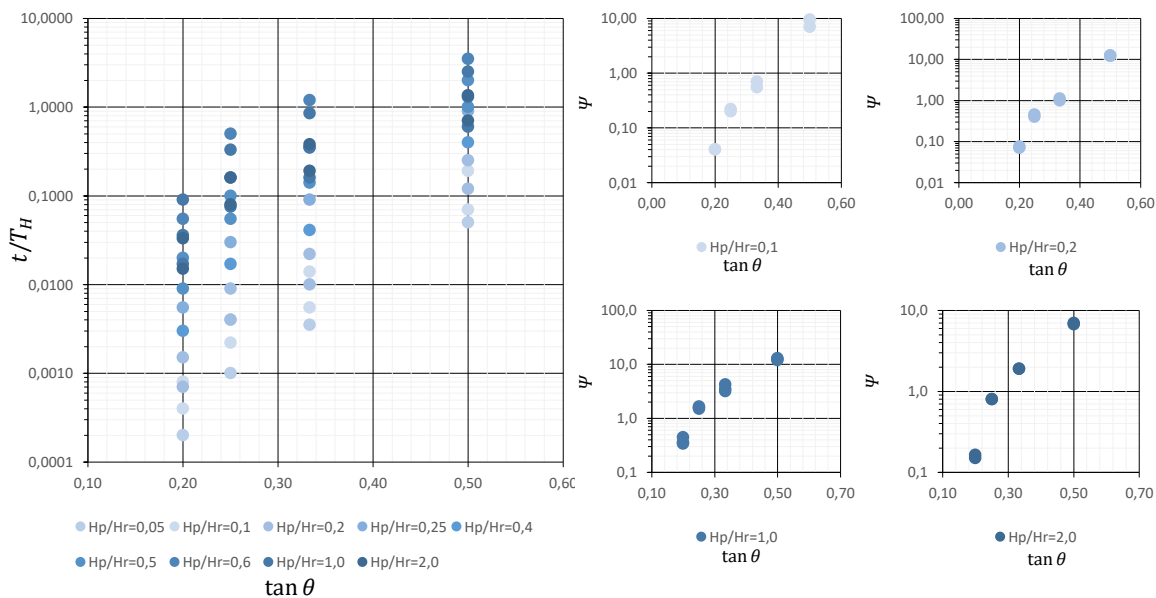 t/T_H
10,0000
1,0000
0,1000
0,0100
0,0010
0,0001
0,10 0,20 0,30 0,40 0,50 0,60
Hp/Hr=0,05 Hp/Hr=0,1 Hp/Hr=0,2 Hp/Hr=0,25 Hp/Hr=0,4
Hp/Hr=0,5 Hp/Hr=0,6 Hp/Hr=1,0 Hp/Hr=2,0
tan θ
Ψ
10,00
1,00
0,10
0,01
0,00 0,20 0,40 0,60
Hp/Hr=0,1
tan θ
Ψ
100,00
10,00
1,00
0,10
0,01
0,00 0,20 0,40 0,60
Hp/Hr=0,2
tan θ
Ψ
100,0
10,0
1,0
0,1
0,10 0,30 0,50 0,70
Hp/Hr=1,0
tan θ
Ψ
10,0
1,0
0,1
0,10 0,30 0,50 0,70
Hp/Hr=2,0
tan θ